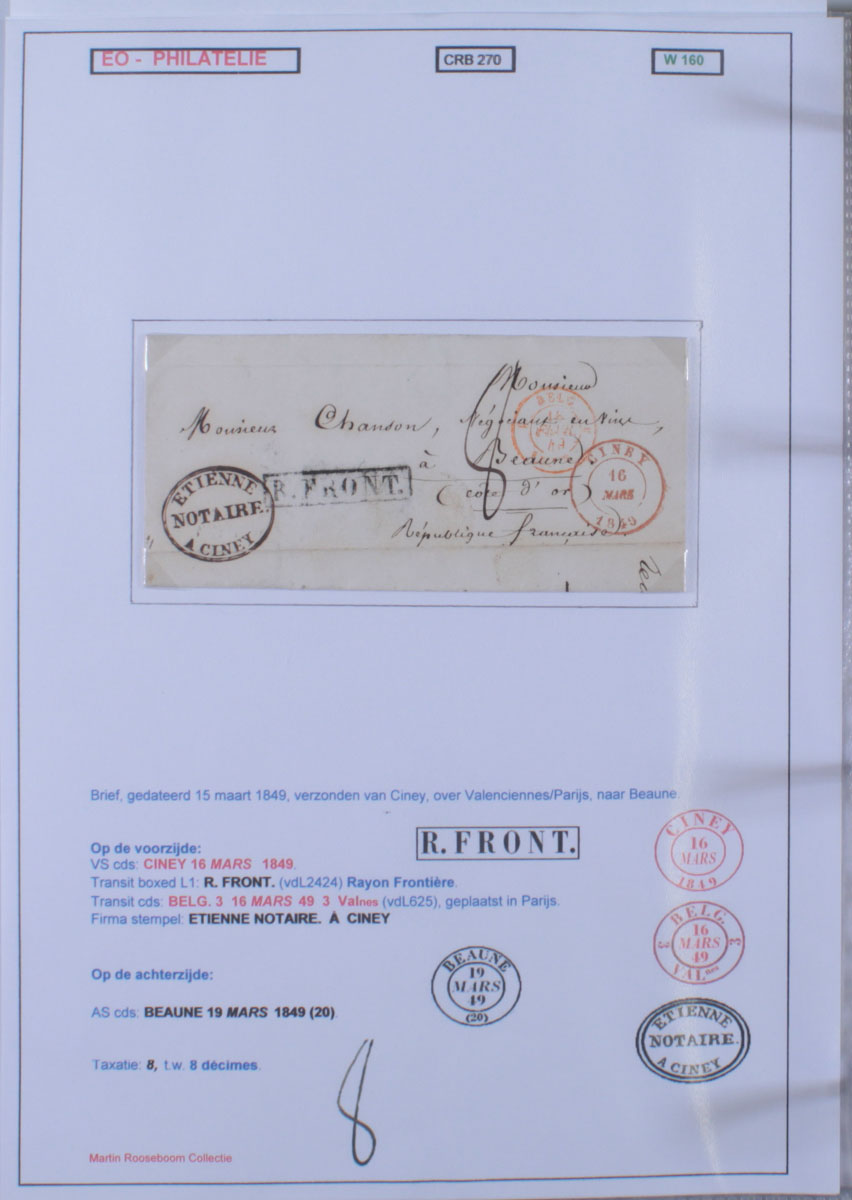 EO - PHILATELIE
CRB 270
W 160
Monsieur
Monsieur Chanson, Négociant en Vins,
à Beaune
(côte d'or)
République française
8
BELG.
CINEY
16
MARS
1849
ETIENNE
NOTAIRE.
A CINEY
R. FRONT.
Brief, gedateerd 15 maart 1849, verzonden van Ciney, over Valenciennes/Parijs, naar Beaune.
Op de voorzijde:
VS cds: CINEY 16 MARS 1849.
Transit boxed L1: R. FRONT. (vdL2424) Rayon Frontière.
Transit cds: BELG. 3 16 MARS 49 3 Valnes (vdL625), geplaatst in Parijs.
Firma stempel: ETIENNE NOTAIRE. À CINEY
R. FRONT.
CINEY
16
MARS
1849
BELG.
16
3 MARS 3
49
VALnes
Op de achterzijde:
AS cds: BEAUNE 19 MARS 1849 (20).
BEAUNE
19
MARS
49
(20)
ETIENNE
NOTAIRE.
A CINEY
Taxatie: 8, t.w. 8 décimes.
8
Martin Rooseboom Collectie